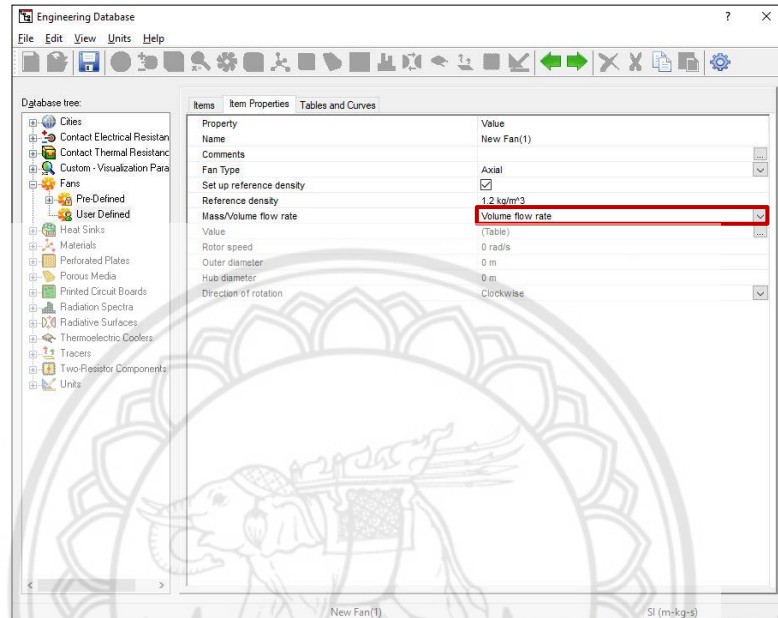 Engineering Database ? ×
File Edit View Units Help
Database tree:
Cities
Contact Electrical Resistan
Contact Thermal Resistanc
Custom - Visualization Para
Fans
Pre-Defined
User Defined
Heat Sinks
Materials
Perforated Plates
Porous Media
Printed Circuit Boards
Radiation Spectra
Radiative Surfaces
Thermoelectric Coolers
Tracers
Two-Resistor Components
Units
Items Item Properties Tables and Curves
Property Value
Name New Fan(1)
Comments ...
Fan Type Axial
Set up reference density
Reference density 1.2 kg/m^3
Mass/Volume flow rate Volume flow rate
Value (Table) ...
Rotor speed 0 rad/s
Outer diameter 0 m
Hub diameter 0 m
Direction of rotation Clockwise
New Fan(1) SI (m-kg-s)